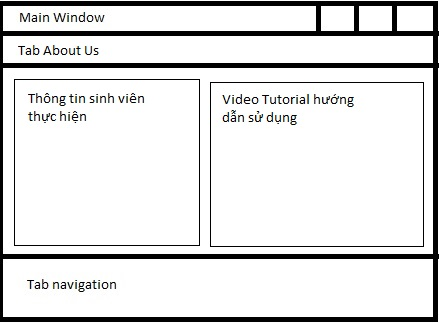 Main Window
Tab About Us
Thông tin sinh viên
thực hiện
Video Tutorial hướng
dẫn sử dụng
Tab navigation